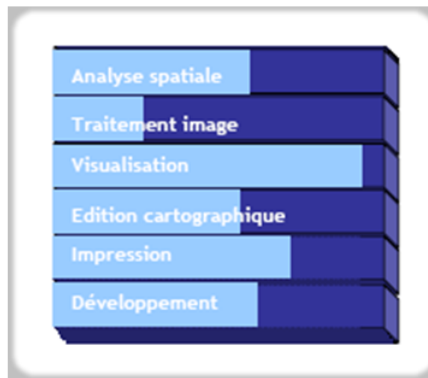 Analyse spatiale
Traitement image
Visualisation
Edition cartographique
Impression
Développement